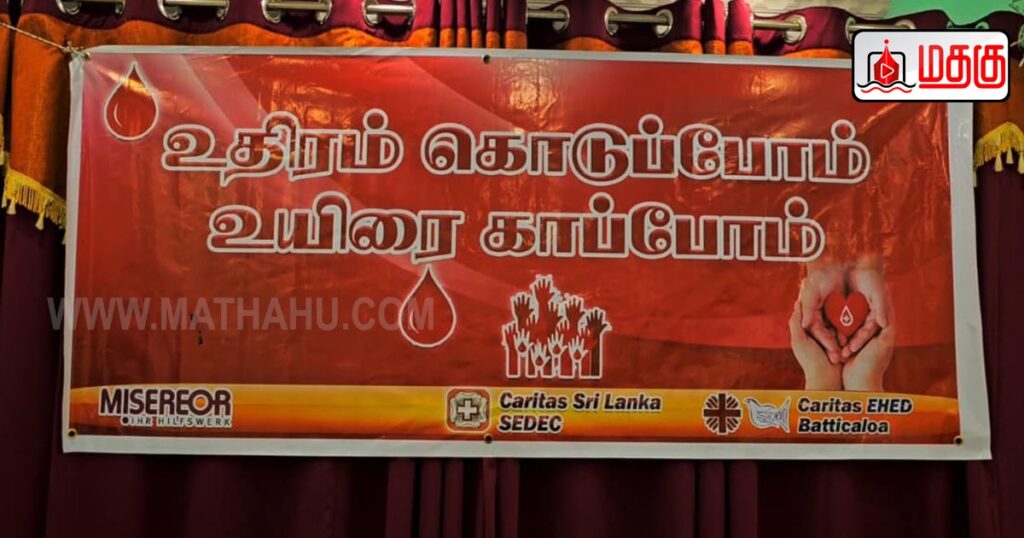 மதகு
உதிரம் கொடுப்போம்
உயிரை காப்போம்
WWW.MATHAHU.COM
MISEREOR
IHR HILFSWERK
Caritas Sri Lanka
SEDEC
Caritas EHED
Batticaloa